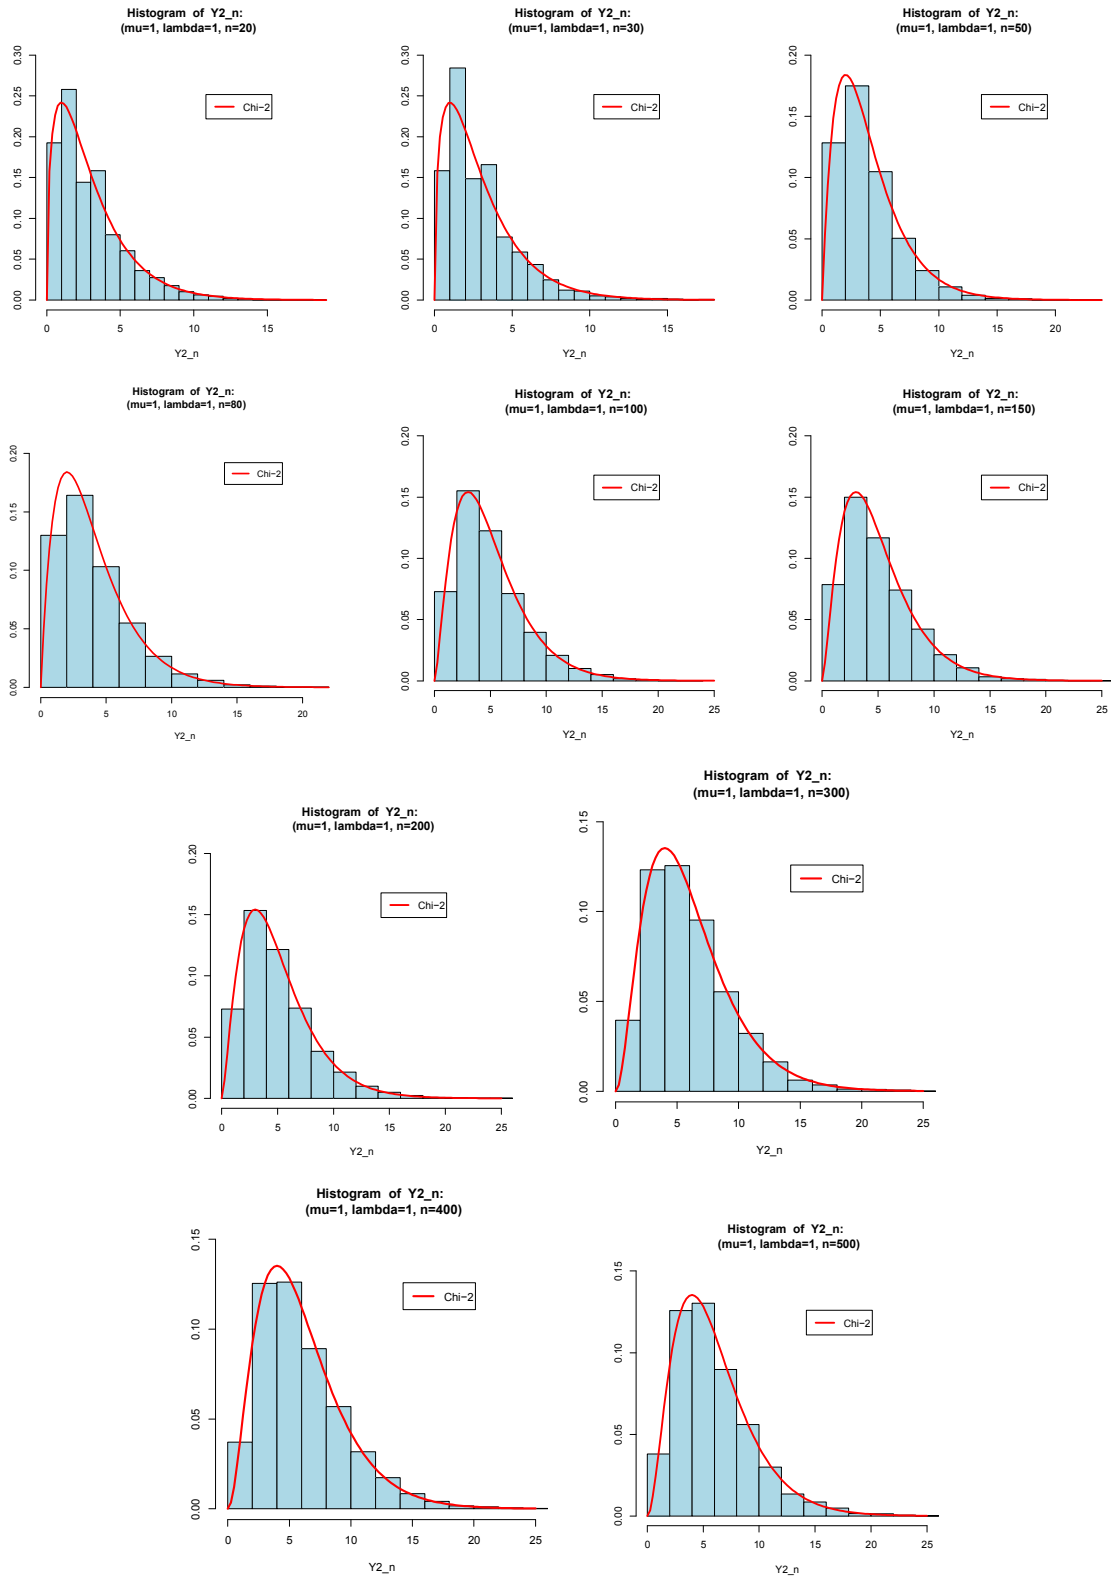 Histogram of Y2_n:
(mu=1, lambda=1, n=20)
0.30
0.25
0.20
0.15
0.10
0.05
0.00
Chi-2
0 5 10 15
Y2_n
Histogram of Y2_n:
(mu=1, lambda=1, n=30)
0.30
0.25
0.20
0.15
0.10
0.05
0.00
Chi-2
0 5 10 15
Y2_n
Histogram of Y2_n:
(mu=1, lambda=1, n=50)
0.20
0.15
0.10
0.05
0.00
Chi-2
0 5 10 15 20
Y2_n
Histogram of Y2_n:
(mu=1, lambda=1, n=80)
0.20
0.15
0.10
0.05
0.00
Chi-2
0 5 10 15 20
Y2_n
Histogram of Y2_n:
(mu=1, lambda=1, n=100)
0.20
0.15
0.10
0.05
0.00
Chi-2
0 5 10 15 20 25
Y2_n
Histogram of Y2_n:
(mu=1, lambda=1, n=150)
0.20
0.15
0.10
0.05
0.00
Chi-2
0 5 10 15 20 25
Y2_n
Histogram of Y2_n:
(mu=1, lambda=1, n=200)
0.20
0.15
0.10
0.05
0.00
Chi-2
0 5 10 15 20 25
Y2_n
Histogram of Y2_n:
(mu=1, lambda=1, n=300)
0.15
0.10
0.05
0.00
Chi-2
0 5 10 15 20 25
Y2_n
Histogram of Y2_n:
(mu=1, lambda=1, n=400)
0.15
0.10
0.05
0.00
Chi-2
0 5 10 15 20 25
Y2_n
Histogram of Y2_n:
(mu=1, lambda=1, n=500)
0.15
0.10
0.05
0.00
Chi-2
0 5 10 15 20 25
Y2_n